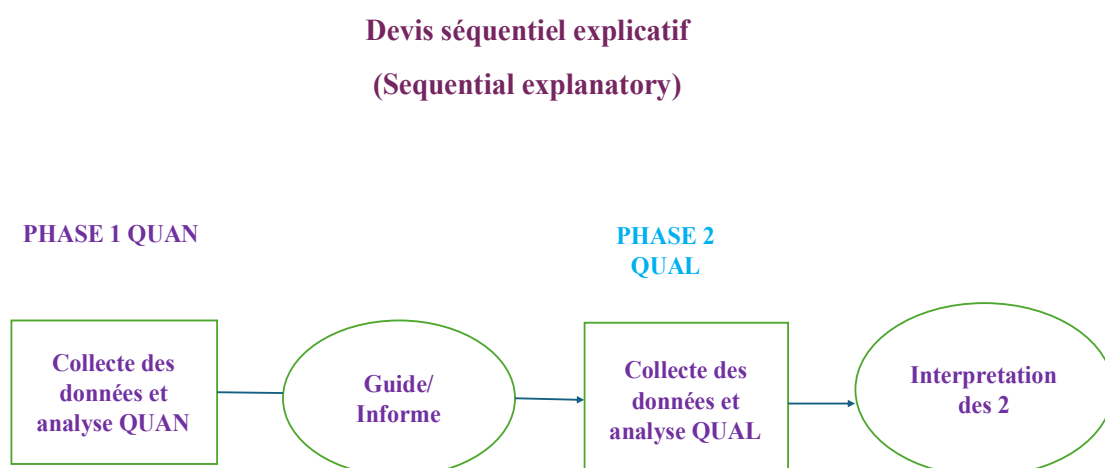 Devis séquentiel explicatif
(Sequential explanatory)
PHASE 1 QUAN
PHASE 2
QUAL
Collecte des
données et
analyse QUAN
Guide/
Informe
Collecte des
données et
analyse QUAL
Interpretation
des 2